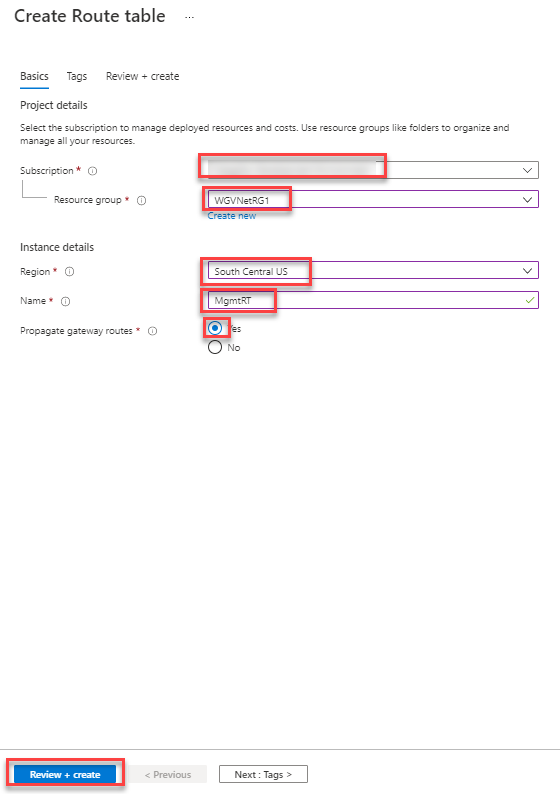 Create Route table ...
Basics Tags Review + create
Project details
Select the subscription to manage deployed resources and costs. Use resource groups like folders to organize and
manage all your resources.
Subscription *
Resource group * WGVNetRG1
Create new
Instance details
Region * South Central US
Name * MgmtRT
Propagate gateway routes * Yes
No
Review + create < Previous Next : Tags >